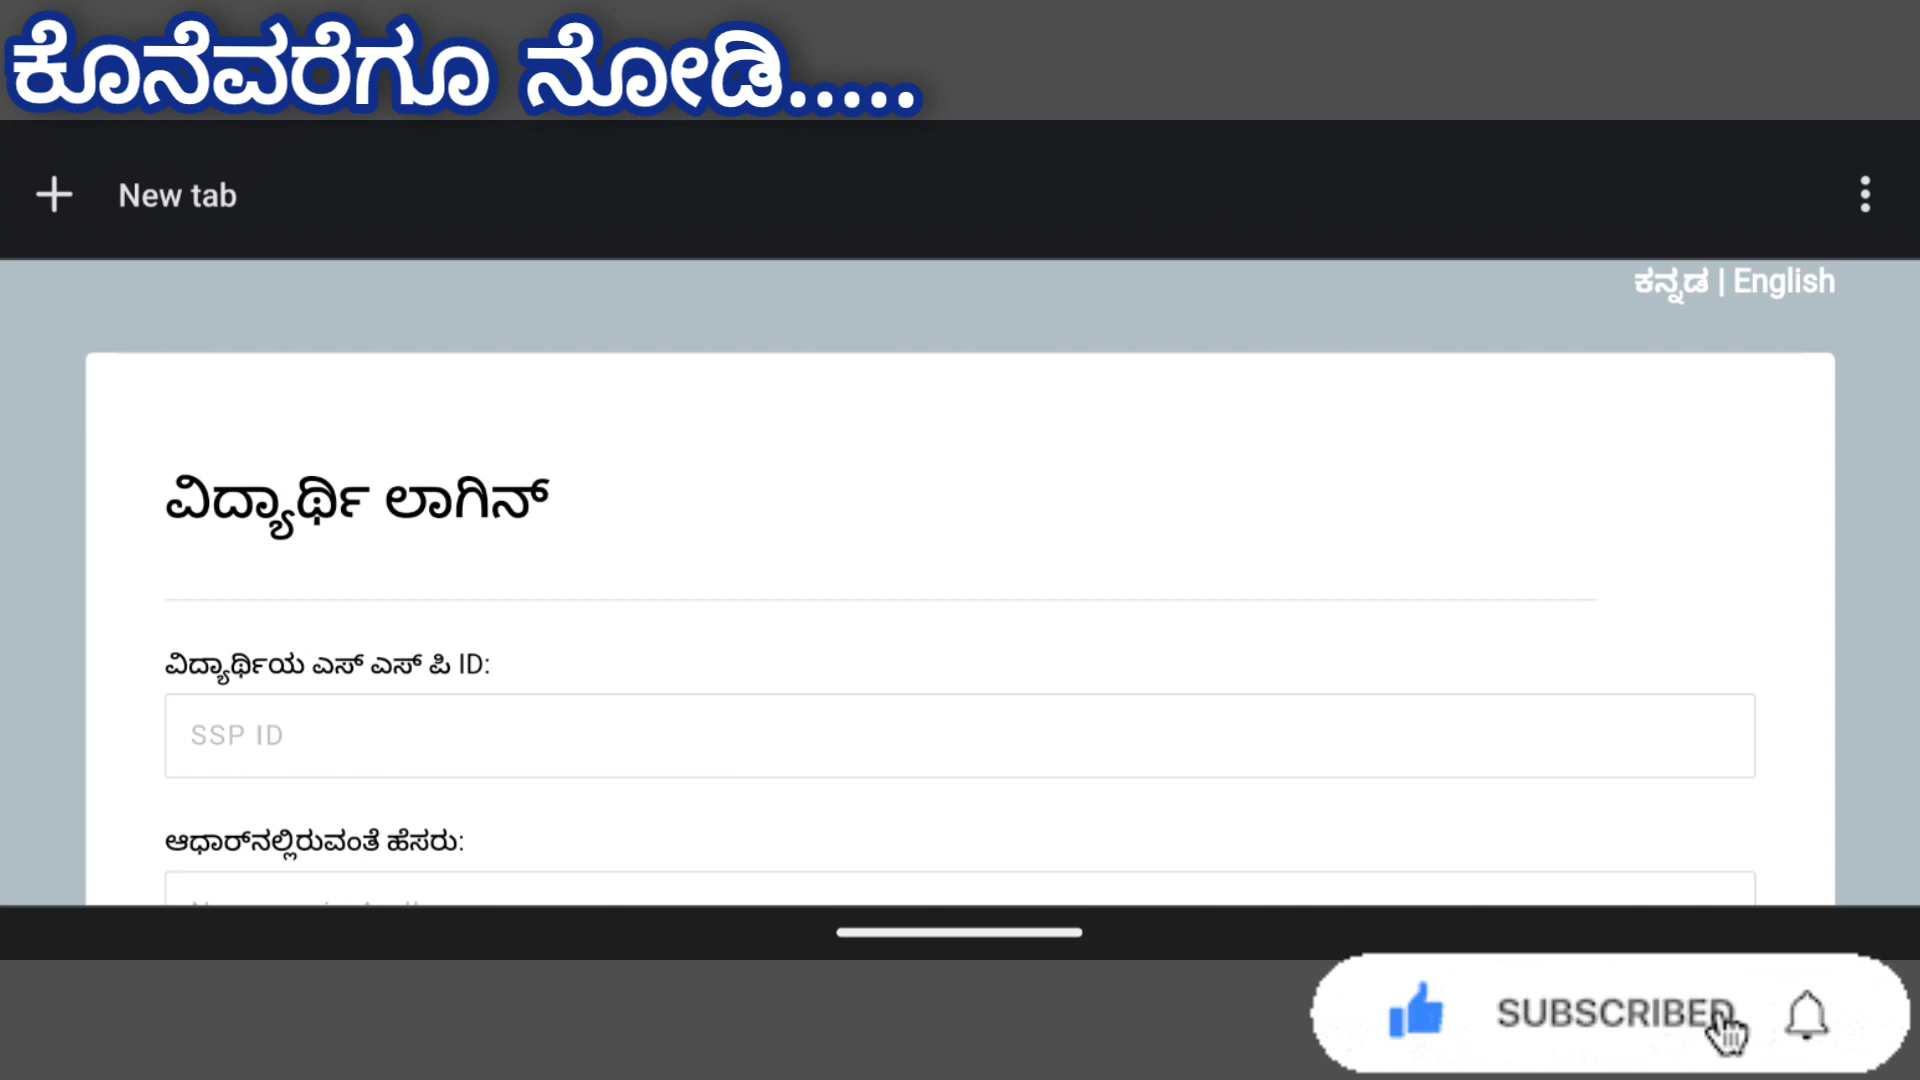 ಕೊನೆವರೆಗೂ ನೋಡಿ.....
New tab
ಕನ್ನಡ | English
ವಿದ್ಯಾರ್ಥಿ ಲಾಗಿನ್
ವಿದ್ಯಾರ್ಥಿಯ ಎಸ್ ಎಸ್ ಪಿ ID:
SSP ID
ಆಧಾರ್‌ನಲ್ಲಿರುವಂತೆ ಹೆಸರು:
SUBSCRIBED